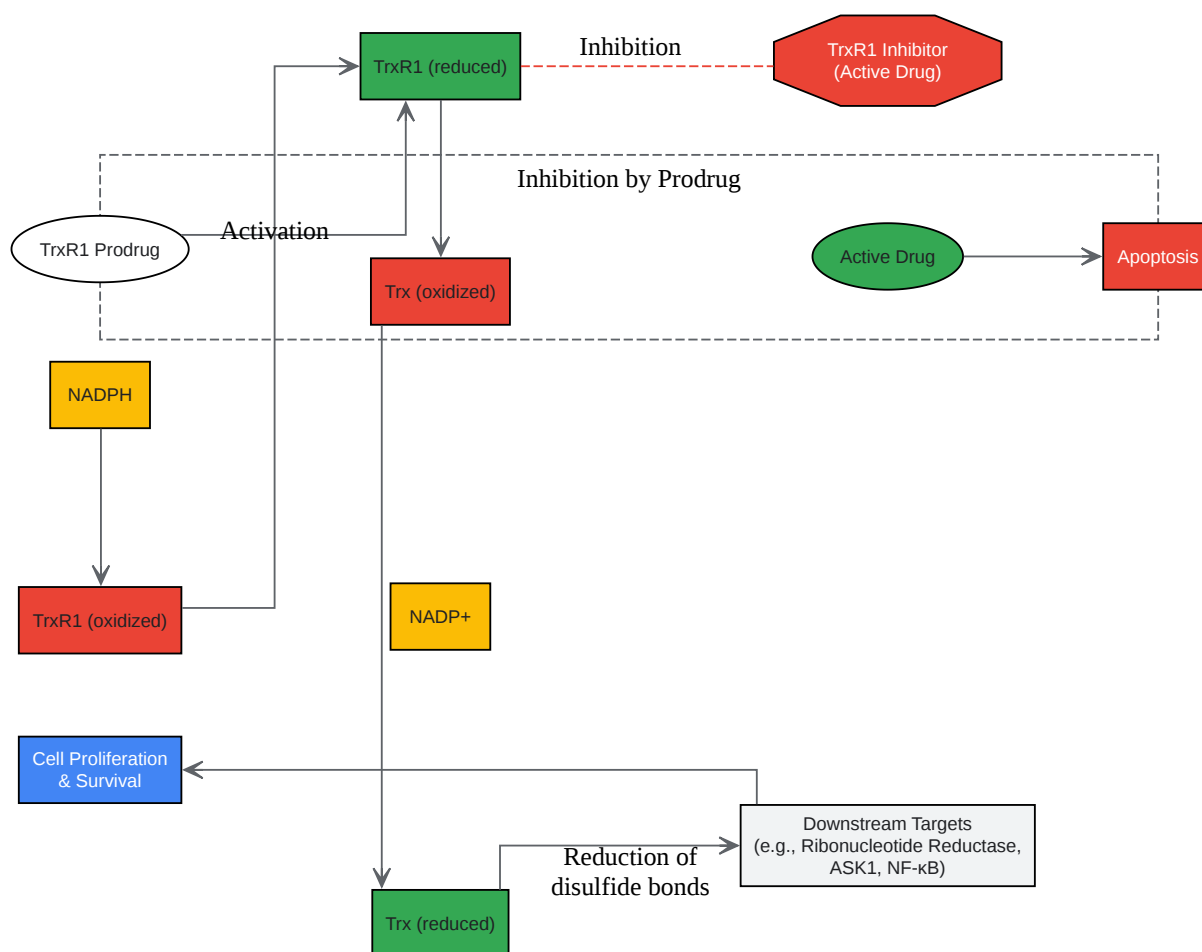 Inhibition
TrxR1 (reduced)
TrxR1 Inhibitor
(Active Drug)
Inhibition by Prodrug
Activation
TrxR1 Prodrug
Active Drug
Apoptosis
Trx (oxidized)
NADPH
TrxR1 (oxidized)
NADP+
Cell Proliferation
& Survival
Downstream Targets
(e.g., Ribonucleotide Reductase,
ASK1, NF-κB)
Reduction of
disulfide bonds
Trx (reduced)